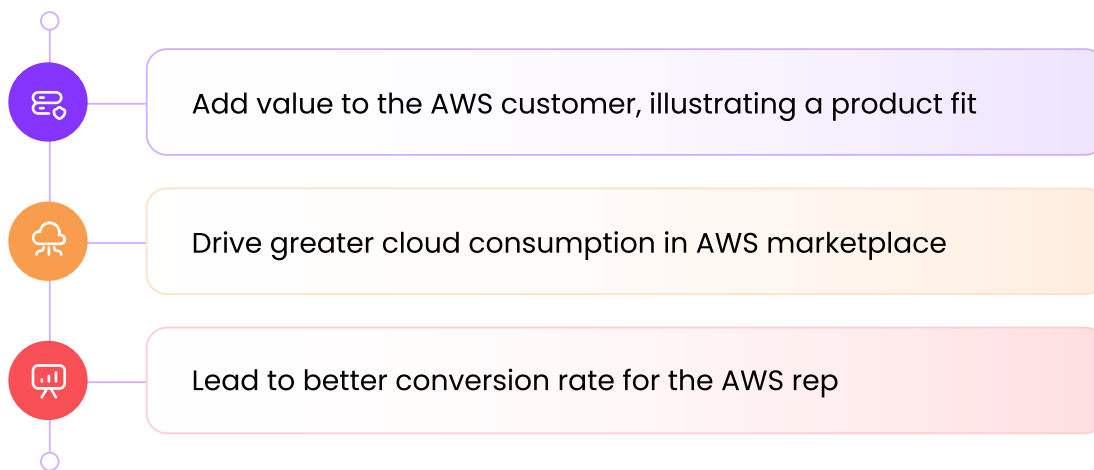 Add value to the AWS customer, illustrating a product fit
Drive greater cloud consumption in AWS marketplace
Lead to better conversion rate for the AWS rep